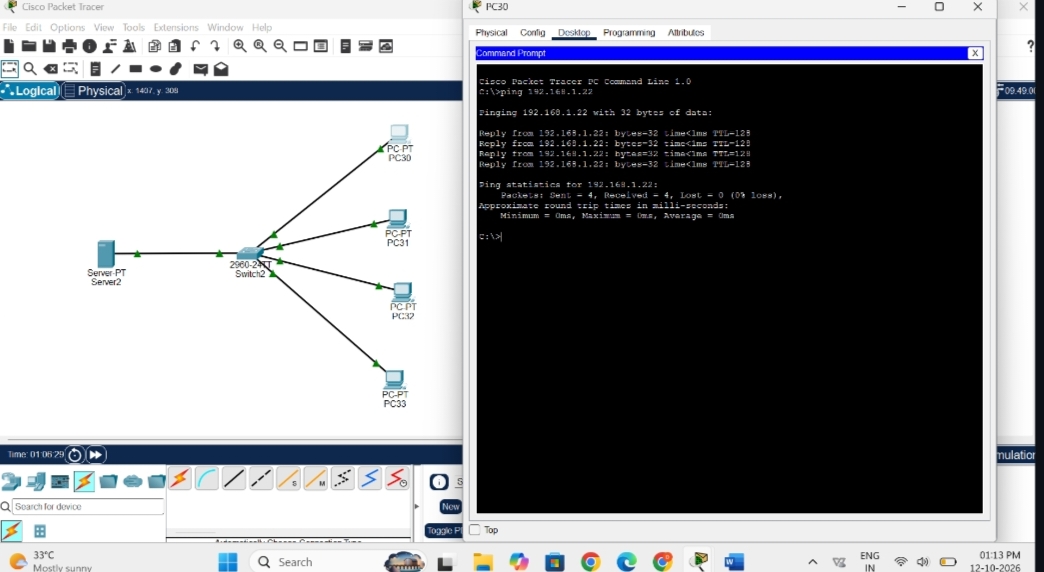 Cisco Packet Tracer
File Edit Options View Tools Extensions Window Help
Logical Physical x: 1407, y: 308
PC-PT
PC30
PC-PT
PC31
Server-PT
Server2
2960-24TT
Switch2
PC-PT
PC32
PC-PT
PC33
Time: 01:06:29
Search for device
S
M
New
Toggle P
Automatically Choose Connection Type
PC30
Physical Config Desktop Programming Attributes
Command Prompt X
Cisco Packet Tracer PC Command Line 1.0
C:\>ping 192.168.1.22
Pinging 192.168.1.22 with 32 bytes of data:
Reply from 192.168.1.22: bytes=32 time<1ms TTL=128
Reply from 192.168.1.22: bytes=32 time<1ms TTL=128
Reply from 192.168.1.22: bytes=32 time<1ms TTL=128
Reply from 192.168.1.22: bytes=32 time<1ms TTL=128
Ping statistics for 192.168.1.22:
Packets: Sent = 4, Received = 4, Lost = 0 (0% loss),
Approximate round trip times in milli-seconds:
Minimum = 0ms, Maximum = 0ms, Average = 0ms
C:\>
Top
09:49:0
mulation
33°C
Mostly sunny
Search
ENG
IN
01:13 PM
12-10-2026